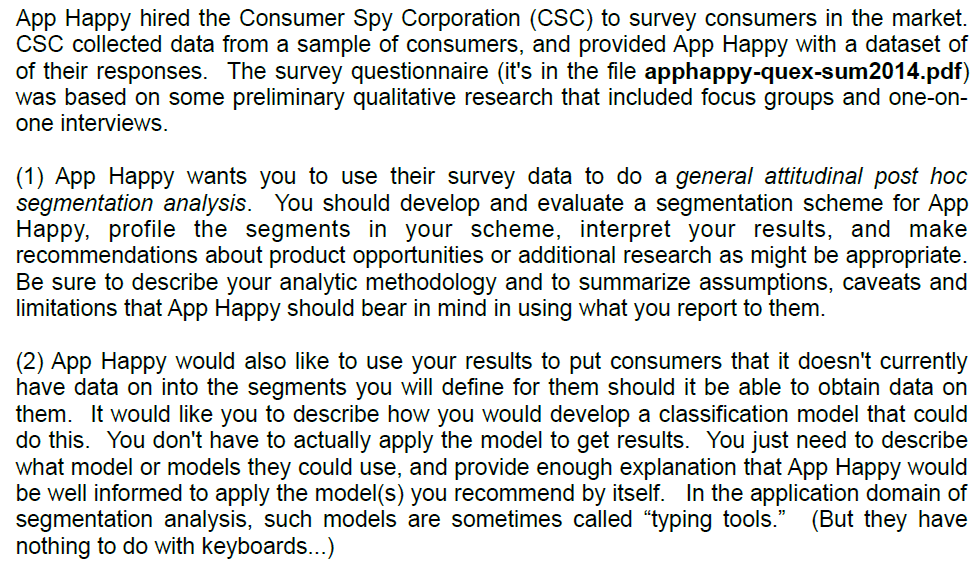 App Happy hired the Consumer Spy Corporation (CSC) to survey consumers in the market.
CSC collected data from a sample of consumers, and provided App Happy with a dataset of
of their responses.  The survey questionnaire (it's in the file apphappy-quex-sum2014.pdf)
was based on some preliminary qualitative research that included focus groups and one-on-
one interviews.
(1) App Happy wants you to use their survey data to do a general attitudinal post hoc
segmentation analysis.  You should develop and evaluate a segmentation scheme for App
Happy, profile the segments in your scheme, interpret your results, and make
recommendations about product opportunities or additional research as might be appropriate.
Be sure to describe your analytic methodology and to summarize assumptions, caveats and
limitations that App Happy should bear in mind in using what you report to them.
(2) App Happy would also like to use your results to put consumers that it doesn't currently
have data on into the segments you will define for them should it be able to obtain data on
them.  It would like you to describe how you would develop a classification model that could
do this.  You don't have to actually apply the model to get results.  You just need to describe
what model or models they could use, and provide enough explanation that App Happy would
be well informed to apply the model(s) you recommend by itself.  In the application domain of
segmentation analysis, such models are sometimes called “typing tools.”  (But they have
nothing to do with keyboards...)